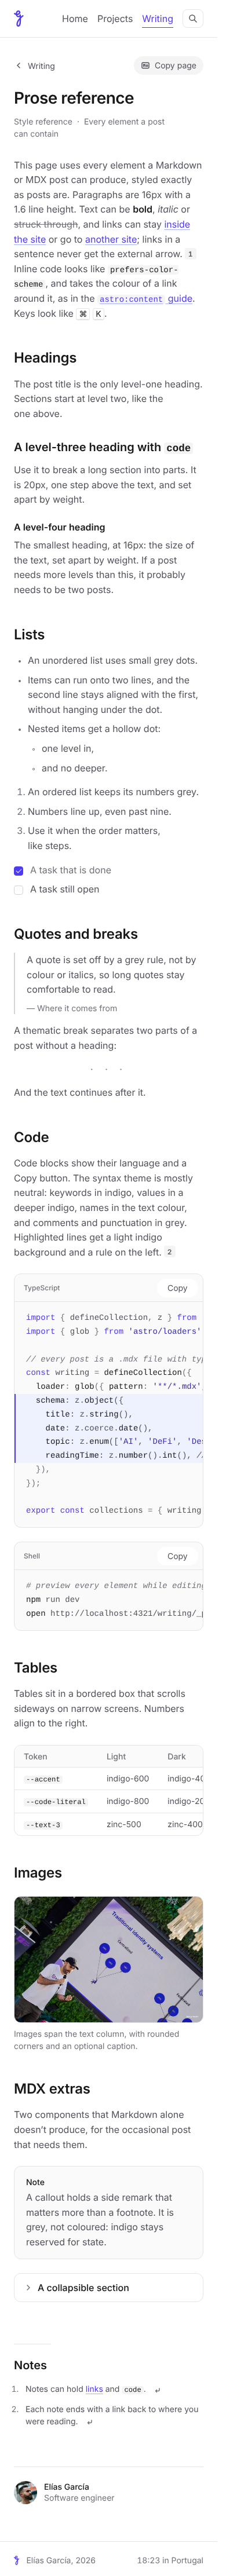 Home Projects Writing
Writing Copy page
Prose reference
Style reference · Every element a post
can contain
This page uses every element a Markdown
or MDX post can produce, styled exactly
as posts are. Paragraphs are 16px with a
1.6 line height. Text can be bold, italic or
struck through, and links can stay inside
the site or go to another site; links in a
sentence never get the external arrow. 1
Inline code looks like prefers-color-
scheme, and takes the colour of a link
around it, as in the astro:content guide.
Keys look like ⌘ K.
Headings
The post title is the only level-one heading.
Sections start at level two, like the
one above.
A level-three heading with code
Use it to break a long section into parts. It
is 20px, one step above the text, and set
apart by weight.
A level-four heading
The smallest heading, at 16px: the size of
the text, set apart by weight. If a post
needs more levels than this, it probably
needs to be two posts.
Lists
• An unordered list uses small grey dots.
• Items can run onto two lines, and the
second line stays aligned with the first,
without hanging under the dot.
• Nested items get a hollow dot:
one level in,
and no deeper.
1. An ordered list keeps its numbers grey.
2. Numbers line up, even past nine.
3. Use it when the order matters,
like steps.
A task that is done
A task still open
Quotes and breaks
A quote is set off by a grey rule, not by
colour or italics, so long quotes stay
comfortable to read.
— Where it comes from
A thematic break separates two parts of a
post without a heading:
· · ·
And the text continues after it.
Code
Code blocks show their language and a
Copy button. The syntax theme is mostly
neutral: keywords in indigo, values in a
deeper indigo, names in the text colour,
and comments and punctuation in grey.
Highlighted lines get a light indigo
background and a rule on the left. 2
TypeScript Copy
import { defineCollection, z } from
import { glob } from 'astro/loaders'
// every post is a .mdx file with typ
const writing = defineCollection({
loader: glob({ pattern: '**/*.mdx',
schema: z.object({
title: z.string(),
date: z.coerce.date(),
topic: z.enum(['AI', 'DeFi', 'Des
readingTime: z.number().int(), //
}),
});
export const collections = { writing
Shell Copy
# preview every element while editing
npm run dev
open http://localhost:4321/writing/_p
Tables
Tables sit in a bordered box that scrolls
sideways on narrow screens. Numbers
align to the right.
Token Light Dark
--accent indigo-600 indigo-40
--code-literal indigo-800 indigo-20
--text-3 zinc-500 zinc-400
Images
Traditional identity systems
Images span the text column, with rounded
corners and an optional caption.
MDX extras
Two components that Markdown alone
doesn't produce, for the occasional post
that needs them.
Note
A callout holds a side remark that
matters more than a footnote. It is
grey, not coloured: indigo stays
reserved for state.
A collapsible section
Notes
1. Notes can hold links and code. ↩
2. Each note ends with a link back to where you
were reading. ↩
Elías García
Software engineer
Elías García, 2026 18:23 in Portugal